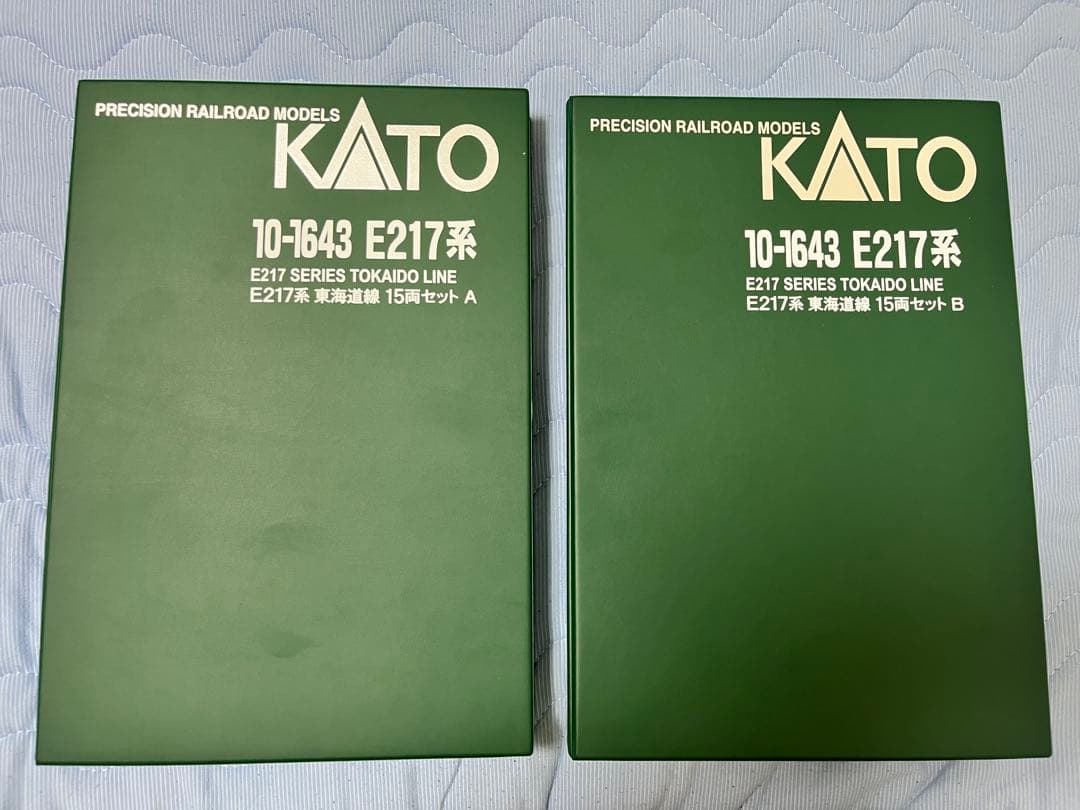 PRECISION RAILROAD MODELS
KATO
10-1643 E217系
E217 SERIES TOKAIDO LINE
E217系 東海道線 15両セット A
PRECISION RAILROAD MODELS
KATO
10-1643 E217系
E217 SERIES TOKAIDO LINE
E217系 東海道線 15両セット B